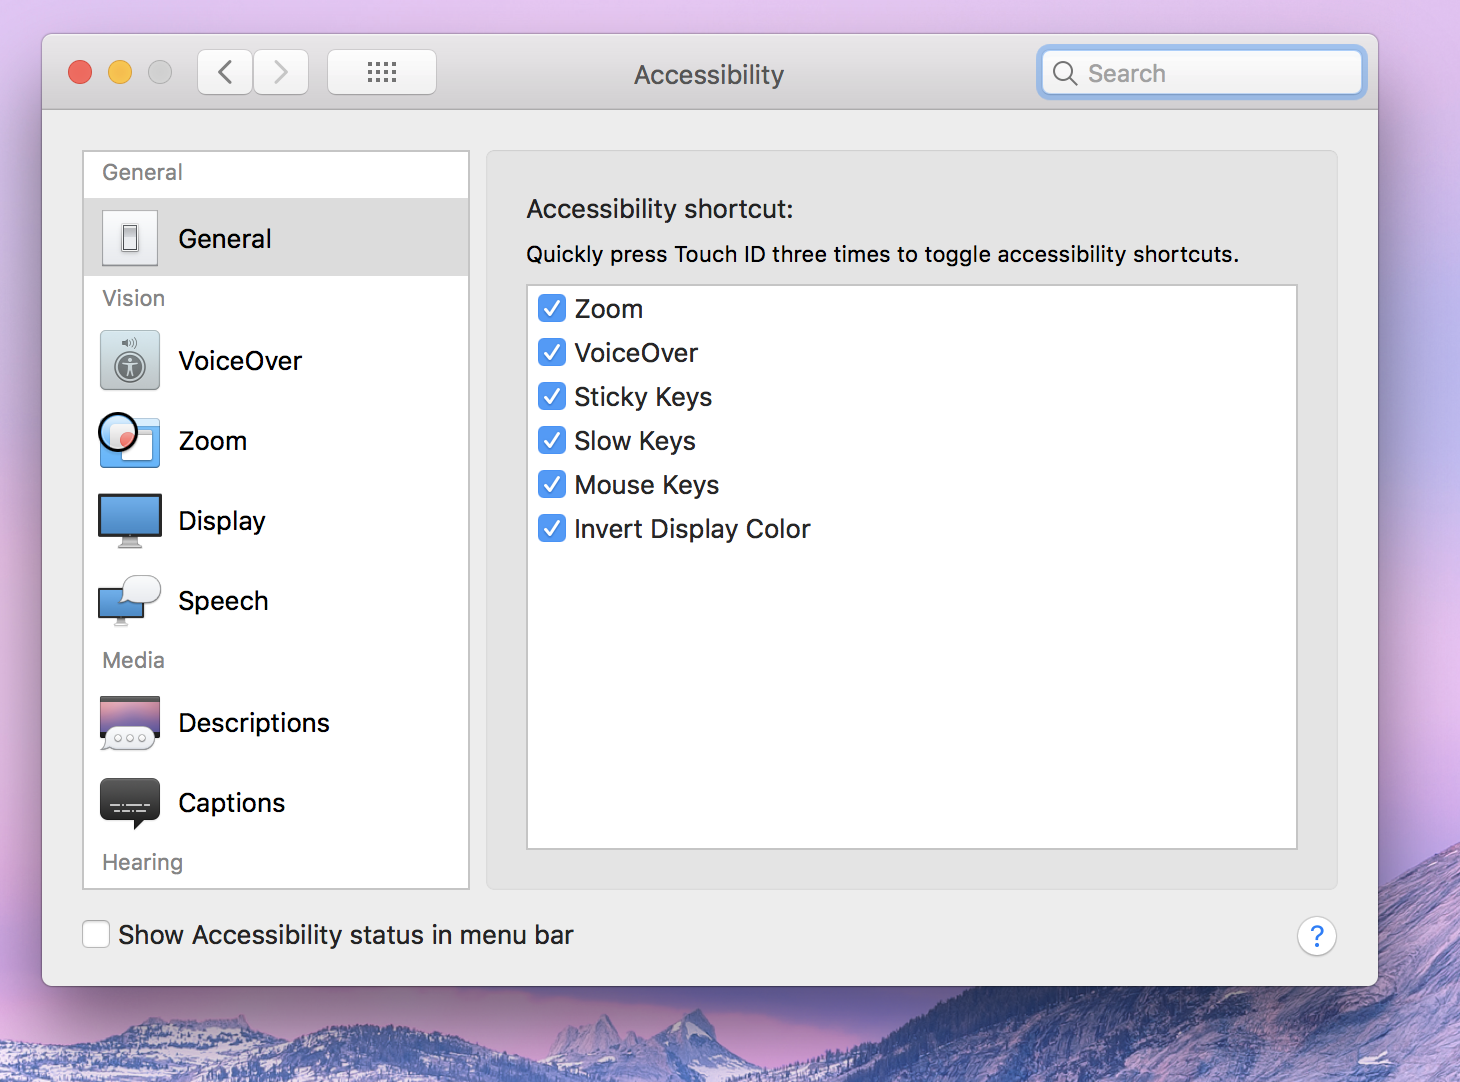 Accessibility
Search
General
General
Vision
VoiceOver
Zoom
Display
Speech
Media
Descriptions
Captions
Hearing
Accessibility shortcut:
Quickly press Touch ID three times to toggle accessibility shortcuts.
Zoom
VoiceOver
Sticky Keys
Slow Keys
Mouse Keys
Invert Display Color
Show Accessibility status in menu bar
?